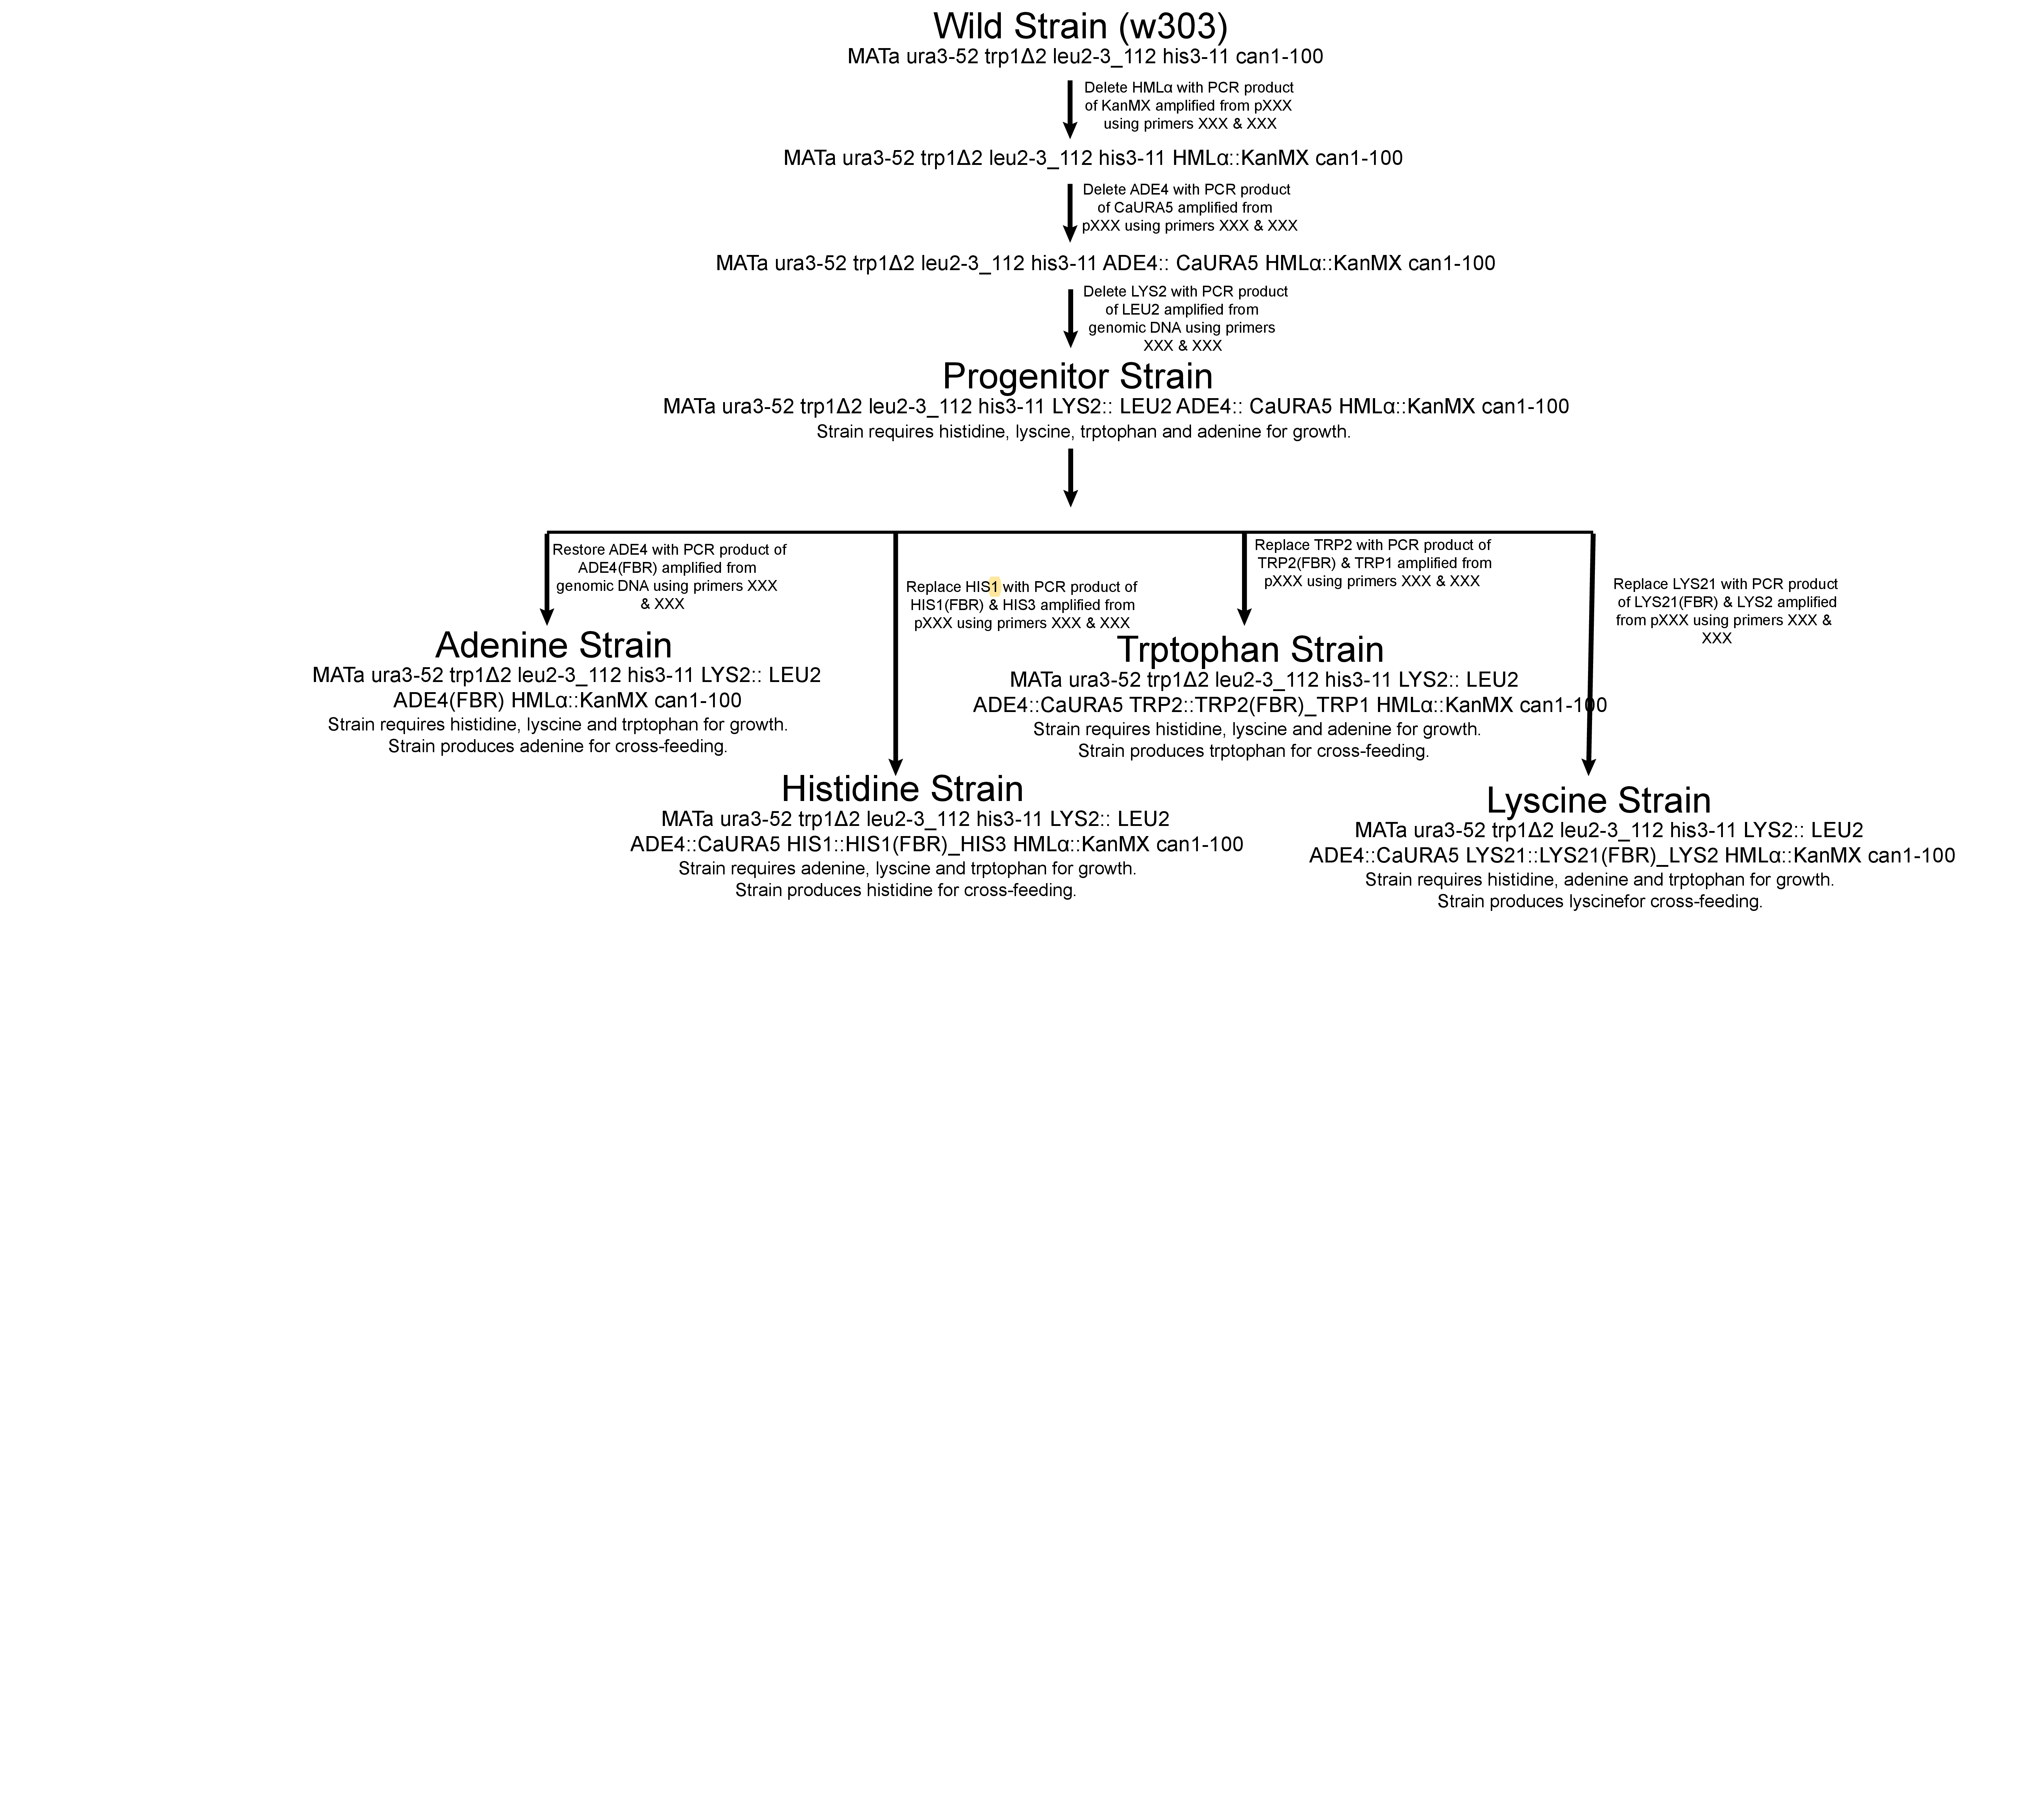 Wild Strain (w303)
MATa ura3-52 trp1Δ2 leu2-3_112 his3-11 can1-100
Delete HMLα with PCR product
of KanMX amplified from pXXX
using primers XXX & XXX
MATa ura3-52 trp1Δ2 leu2-3_112 his3-11 HMLα::KanMX can1-100
Delete ADE4 with PCR product
of CaURA5 amplified from
pXXX using primers XXX & XXX
MATa ura3-52 trp1Δ2 leu2-3_112 his3-11 ADE4:: CaURA5 HMLα::KanMX can1-100
Delete LYS2 with PCR product
of LEU2 amplified from
genomic DNA using primers
XXX & XXX
Progenitor Strain
MATa ura3-52 trp1Δ2 leu2-3_112 his3-11 LYS2:: LEU2 ADE4:: CaURA5 HMLα::KanMX can1-100
Strain requires histidine, lyscine, trptophan and adenine for growth.
Restore ADE4 with PCR product of
ADE4(FBR) amplified from
genomic DNA using primers XXX
& XXX
Adenine Strain
MATa ura3-52 trp1Δ2 leu2-3_112 his3-11 LYS2:: LEU2
ADE4(FBR) HMLα::KanMX can1-100
Strain requires histidine, lyscine and trptophan for growth.
Strain produces adenine for cross-feeding.
Replace HIS1 with PCR product of
HIS1(FBR) & HIS3 amplified from
pXXX using primers XXX & XXX
Histidine Strain
MATa ura3-52 trp1Δ2 leu2-3_112 his3-11 LYS2:: LEU2
ADE4::CaURA5 HIS1::HIS1(FBR)_HIS3 HMLα::KanMX can1-100
Strain requires adenine, lyscine and trptophan for growth.
Strain produces histidine for cross-feeding.
Replace TRP2 with PCR product of
TRP2(FBR) & TRP1 amplified from
pXXX using primers XXX & XXX
Trptophan Strain
MATa ura3-52 trp1Δ2 leu2-3_112 his3-11 LYS2:: LEU2
ADE4::CaURA5 TRP2::TRP2(FBR)_TRP1 HMLα::KanMX can1-100
Strain requires histidine, lyscine and adenine for growth.
Strain produces trptophan for cross-feeding.
Replace LYS21 with PCR product
of LYS21(FBR) & LYS2 amplified
from pXXX using primers XXX &
XXX
Lyscine Strain
MATa ura3-52 trp1Δ2 leu2-3_112 his3-11 LYS2:: LEU2
ADE4::CaURA5 LYS21::LYS21(FBR)_LYS2 HMLα::KanMX can1-100
Strain requires histidine, adenine and trptophan for growth.
Strain produces lyscinefor cross-feeding.